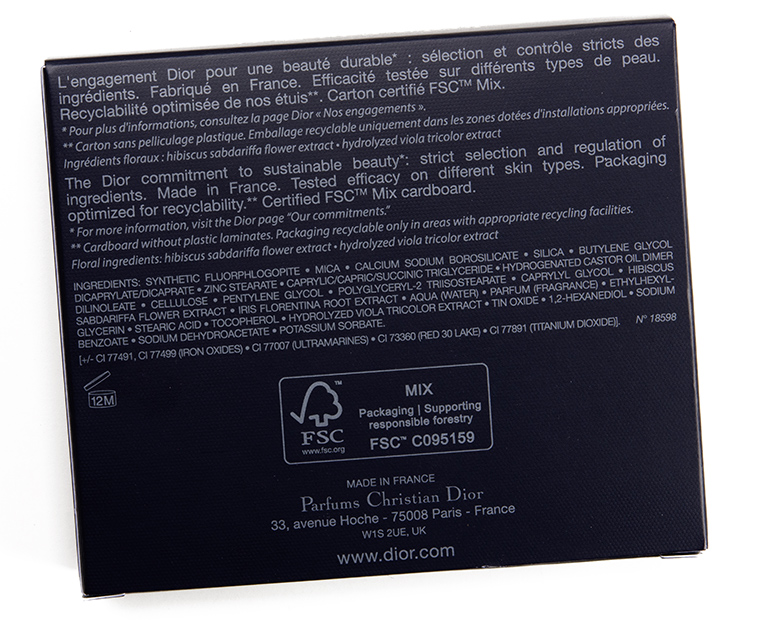 L'engagement Dior pour une beauté durable* : sélection et contrôle stricts des
ingrédients. Fabriqué en France. Efficacité testée sur différents types de peau.
Recyclabilité optimisée de nos étuis**. Carton certifié FSC™ Mix.
* Pour plus d'informations, consultez la page Dior « Nos engagements ».
** Carton sans pelliculage plastique. Emballage recyclable uniquement dans les zones dotées d'installations appropriées.
Ingrédients floraux : hibiscus sabdariffa flower extract • hydrolyzed viola tricolor extract
The Dior commitment to sustainable beauty*: strict selection and regulation of
ingredients. Made in France. Tested efficacy on different skin types. Packaging
optimized for recyclability.** Certified FSC™ Mix cardboard.
* For more information, visit the Dior page "Our commitments."
** Cardboard without plastic laminates. Packaging recyclable only in areas with appropriate recycling facilities.
Floral ingredients: hibiscus sabdariffa flower extract • hydrolyzed viola tricolor extract
INGREDIENTS: SYNTHETIC FLUORPHLOGOPITE • MICA • CALCIUM SODIUM BOROSILICATE • SILICA • BUTYLENE GLYCOL
DICAPRYLATE/DICAPRATE • ZINC STEARATE • CAPRYLIC/CAPRIC/SUCCINIC TRIGLYCERIDE • HYDROGENATED CASTOR OIL DIMER
DILINOLEATE • CELLULOSE • PENTYLENE GLYCOL • POLYGLYCERYL-2 TRIISOSTEARATE • CAPRYLYL GLYCOL • HIBISCUS
SABDARIFFA FLOWER EXTRACT • IRIS FLORENTINA ROOT EXTRACT • AQUA (WATER) • PARFUM (FRAGRANCE) • ETHYLHEXYL-
GLYCERIN • STEARIC ACID • TOCOPHEROL • HYDROLYZED VIOLA TRICOLOR EXTRACT • TIN OXIDE • 1,2-HEXANEDIOL • SODIUM
BENZOATE • SODIUM DEHYDROACETATE • POTASSIUM SORBATE.
[+/- CI 77491, CI 77499 (IRON OXIDES) • CI 77007 (ULTRAMARINES) • CI 73360 (RED 30 LAKE) • CI 77891 (TITANIUM DIOXIDE)]. N° 18598
12M
™
FSC
www.fsc.org
MIX
Packaging | Supporting
responsible forestry
FSC™ C095159
MADE IN FRANCE
Parfums Christian Dior
33, avenue Hoche - 75008 Paris - France
W1S 2UE, UK
www.dior.com